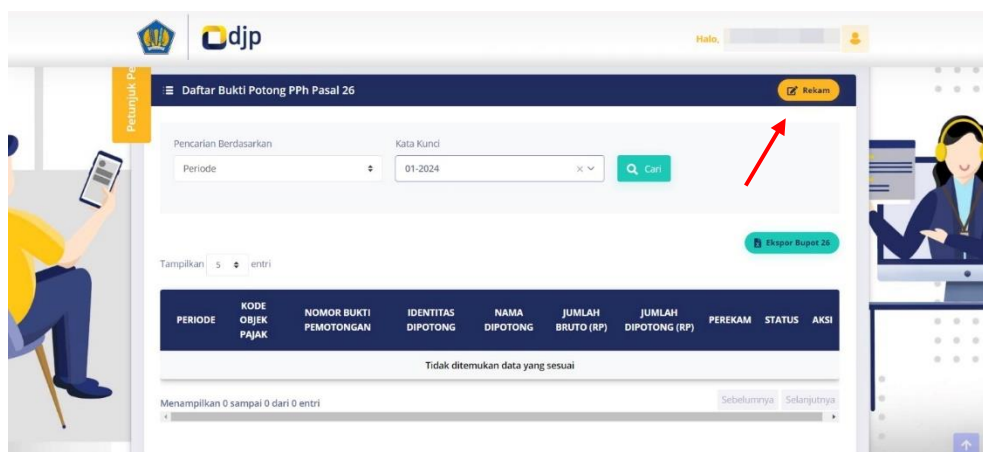 djp
Halo,
Petunjuk Pe
Daftar Bukti Potong PPh Pasal 26
Rekam
Pencarian Berdasarkan
Kata Kunci
Periode
01-2024
Cari
Ekspor Bupot 26
Tampilkan 5 entri
PERIODE
KODE OBJEK PAJAK
NOMOR BUKTI PEMOTONGAN
IDENTITAS DIPOTONG
NAMA DIPOTONG
JUMLAH BRUTO (RP)
JUMLAH DIPOTONG (RP)
PEREKAM
STATUS
AKSI
Tidak ditemukan data yang sesuai
Menampilkan 0 sampai 0 dari 0 entri
Sebelumnya
Selanjutnya